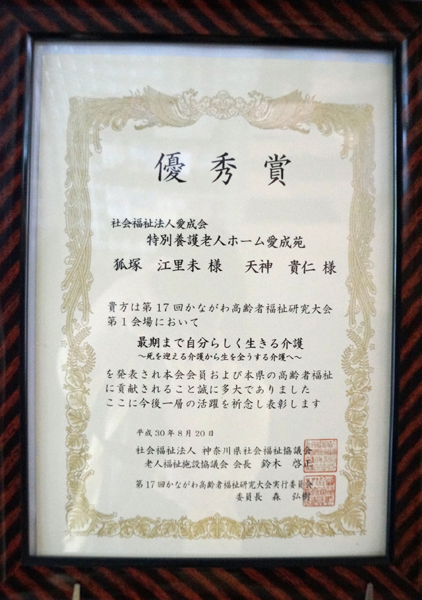 優秀賞
社会福祉法人愛成会
特別養護老人ホーム愛成苑
狐塚 江里未 様 天神 貴仁 様
貴方は第17回かながわ高齢者福祉研究大会
第1会場において
最期まで自分らしく生きる介護
~死を迎える介護から生を全うする介護へ~
を発表され本会会員および本県の高齢者福祉
に貢献されること誠に多大でありました
ここに今後一層の活躍を祈念し表彰します
平成30年8月20日
社会福祉法人 神奈川県社会福祉協議会
老人福祉施設協議会 会長 鈴木 啓正
第17回かながわ高齢者福祉研究大会実行委員会
委員長 森 弘樹